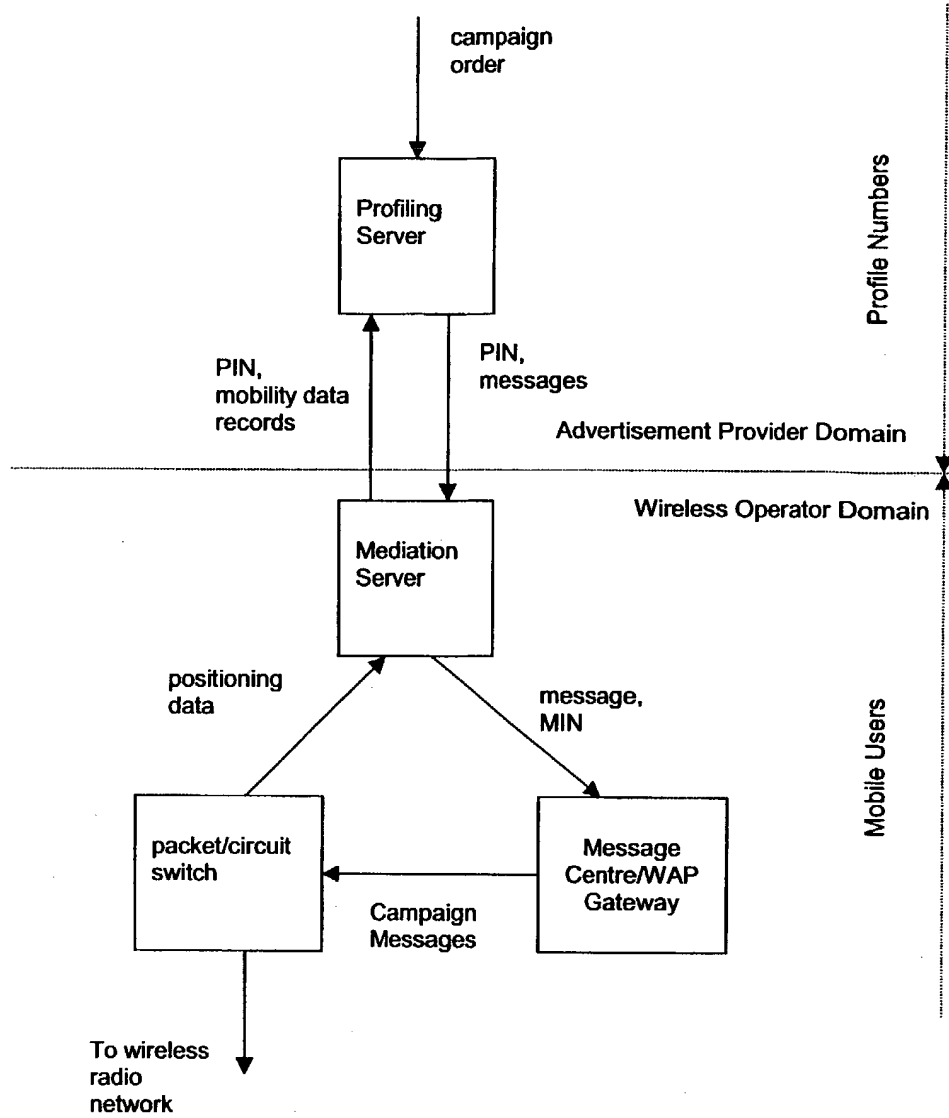 campaign
order
Profiling
Server
Profile Numbers
PIN,
mobility data
records
PIN,
messages
Advertisement Provider Domain
Wireless Operator Domain
Mediation
Server
positioning
data
message,
MIN
Mobile Users
packet/circuit
switch
Message
Centre/WAP
Gateway
Campaign
Messages
To wireless
radio
network